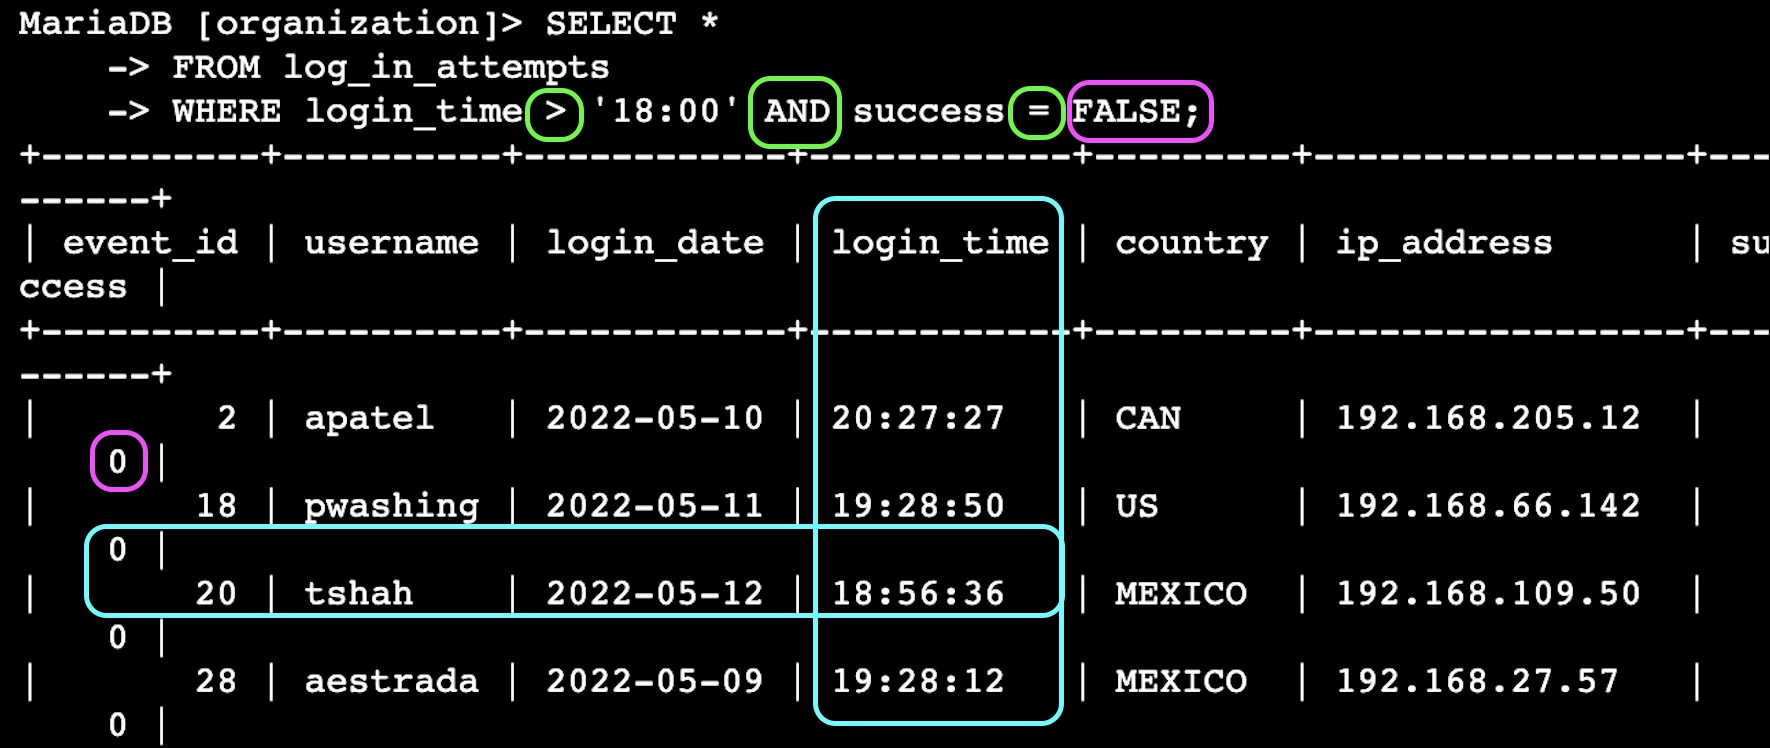 MariaDB [organization]> SELECT *
    -> FROM log_in_attempts
    -> WHERE login_time > '18:00' AND success = FALSE;
+----------+----------+------------+------------+---------+-----------------+---
------+
| event_id | username | login_date | login_time | country | ip_address      | su
ccess |
+----------+----------+------------+------------+---------+-----------------+---
------+
|        2 | apatel   | 2022-05-10 | 20:27:27   | CAN     | 192.168.205.12  |
    0 |
|       18 | pwashing | 2022-05-11 | 19:28:50   | US      | 192.168.66.142  |
    0 |
|       20 | tshah    | 2022-05-12 | 18:56:36   | MEXICO  | 192.168.109.50  |
    0 |
|       28 | aestrada | 2022-05-09 | 19:28:12   | MEXICO  | 192.168.27.57   |
    0 |